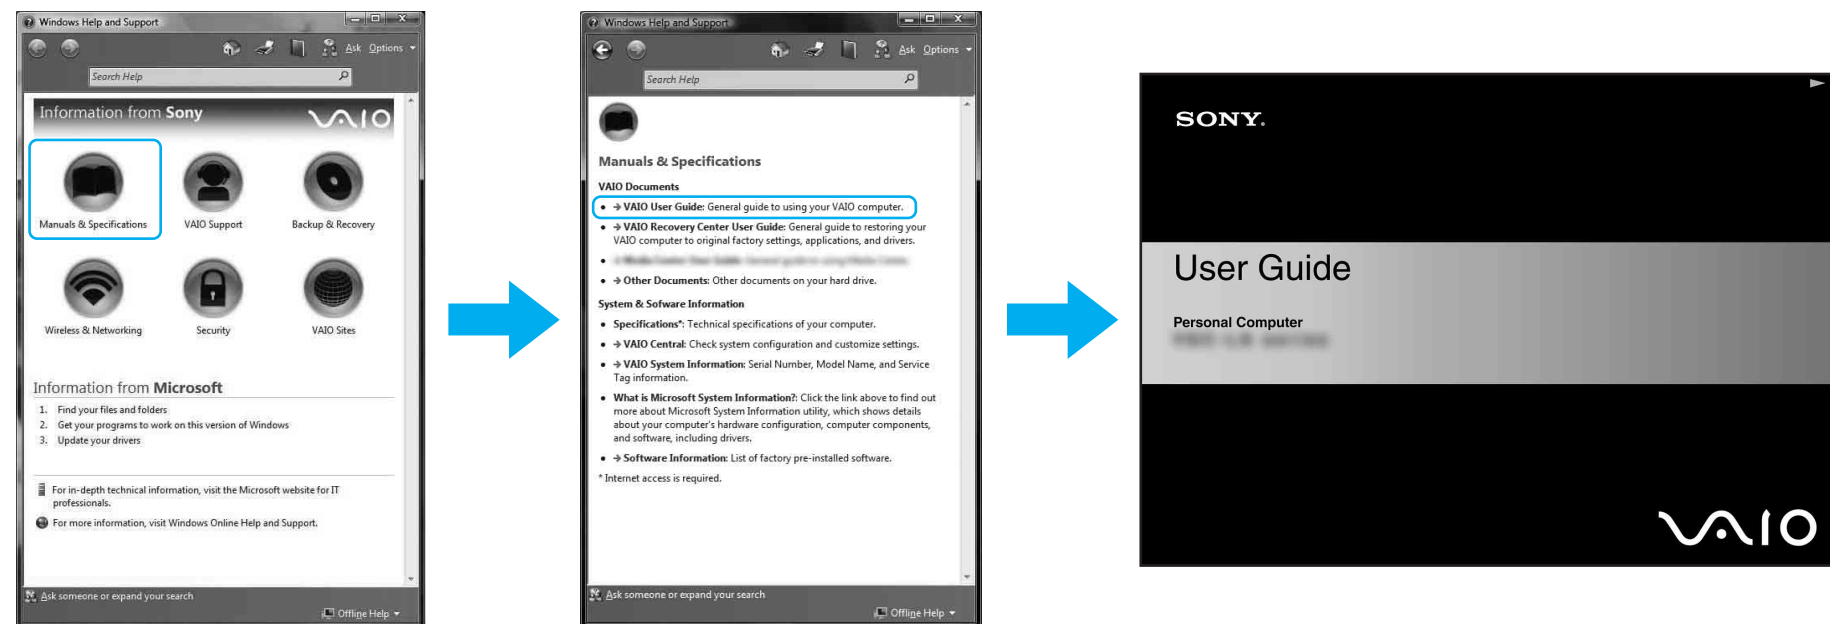 Windows Help and Support
Ask Options
Search Help
Information from Sony
VAIO
Manuals & Specifications
VAIO Support
Backup & Recovery
Wireless & Networking
Security
VAIO Sites
Information from Microsoft
1. Find your files and folders
2. Get your programs to work on this version of Windows
3. Update your drivers
For in-depth technical information, visit the Microsoft website for IT
professionals.
For more information, visit Windows Online Help and Support.
Ask someone or expand your search
Offline Help
Windows Help and Support
Ask Options
Search Help
Manuals & Specifications
VAIO Documents
• → VAIO User Guide: General guide to using your VAIO computer.
• → VAIO Recovery Center User Guide: General guide to restoring your
VAIO computer to original factory settings, applications, and drivers.
• → Other Documents: Other documents on your hard drive.
System & Sofware Information
• Specifications*: Technical specifications of your computer.
• → VAIO Central: Check system configuration and customize settings.
• → VAIO System Information: Serial Number, Model Name, and Service
Tag information.
• What is Microsoft System Information?: Click the link above to find out
more about Microsoft System Information utility, which shows details
about your computer's hardware configuration, computer components,
and software, including drivers.
• → Software Information: List of factory pre-installed software.
* Internet access is required.
Ask someone or expand your search
Offline Help
SONY.
User Guide
Personal Computer
VAIO